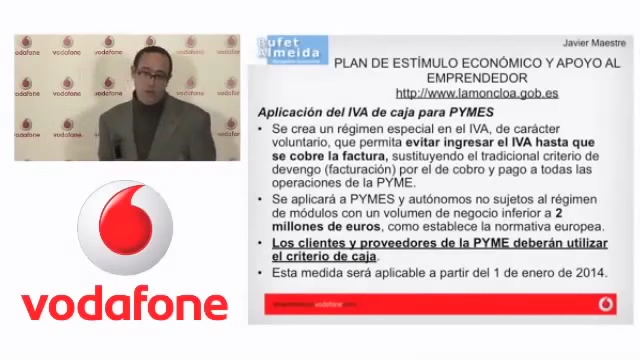 Bufet
Almeida
Javier Maestre
PLAN DE ESTÍMULO ECONÓMICO Y APOYO AL
EMPRENDEDOR
http://www.lamoncloa.gob.es
Aplicación del IVA de caja para PYMES
• Se crea un régimen especial en el IVA, de carácter
voluntario, que permita evitar ingresar el IVA hasta que
se cobre la factura, sustituyendo el tradicional criterio de
devengo (facturación) por el de cobro y pago a todas las
operaciones de la PYME.
• Se aplicará a PYMES y autónomos no sujetos al régimen
de módulos con un volumen de negocio inferior a 2
millones de euros, como establece la normativa europea.
• Los clientes y proveedores de la PYME deberán utilizar
el criterio de caja.
• Esta medida será aplicable a partir del 1 de enero de 2014.
vodafone
vodafone
vodafone
vodafone
vodafone